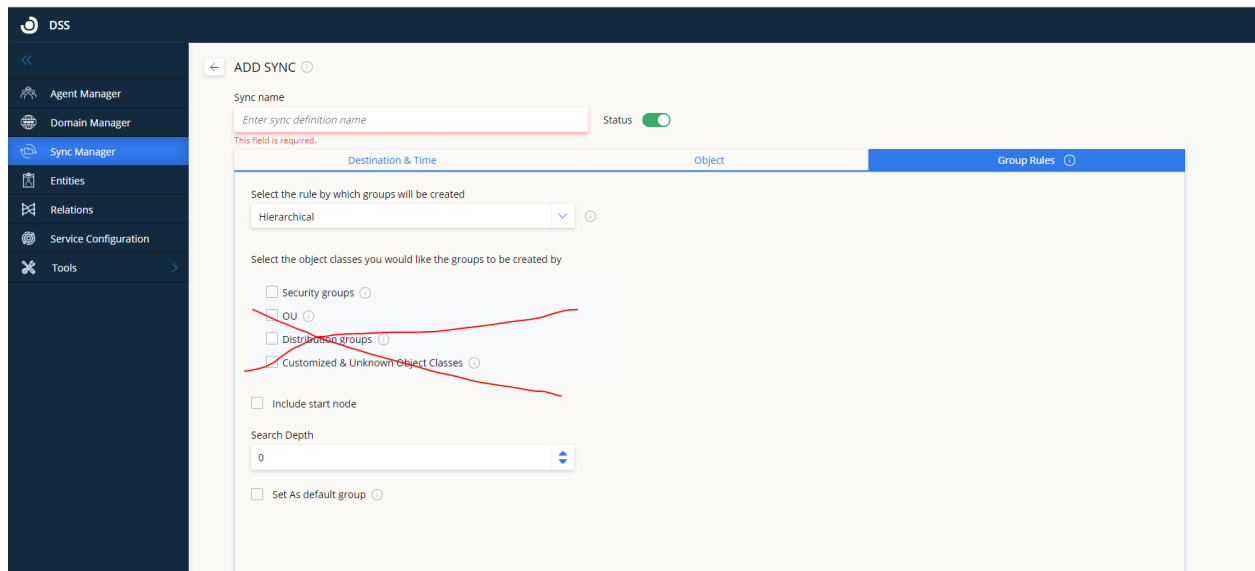 DSS
ADD SYNC
Agent Manager
Domain Manager
Sync Manager
Entities
Relations
Service Configuration
Tools
Sync name
Enter sync definition name
Status
This field is required.
Destination & Time
Object
Group Rules
Select the rule by which groups will be created
Hierarchical
Select the object classes you would like the groups to be created by
Security groups
OU
Distribution groups
Customized & Unknown Object Classes
Include start node
Search Depth
0
Set As default group